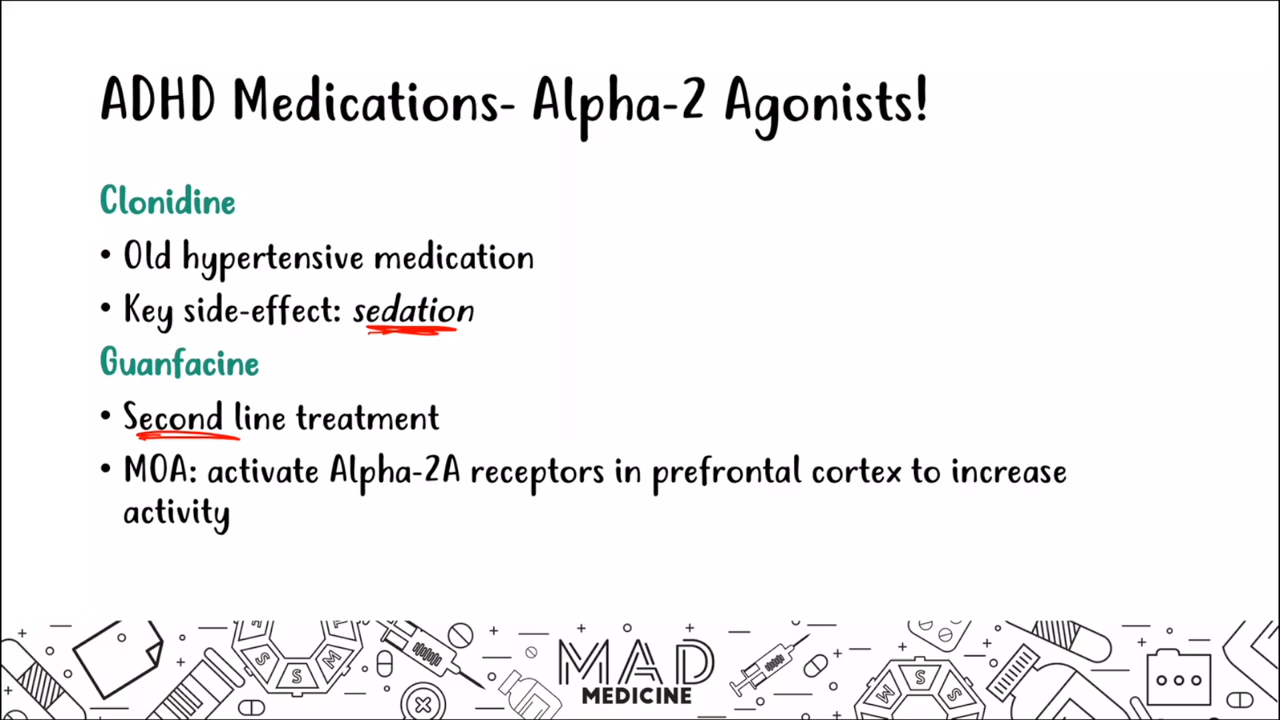 ADHD Medications- Alpha-2 Agonists!
Clonidine
• Old hypertensive medication
• Key side-effect: sedation
Guanfacine
• Second line treatment
• MOA: activate Alpha-2A receptors in prefrontal cortex to increase
activity
MAD
MEDICINE